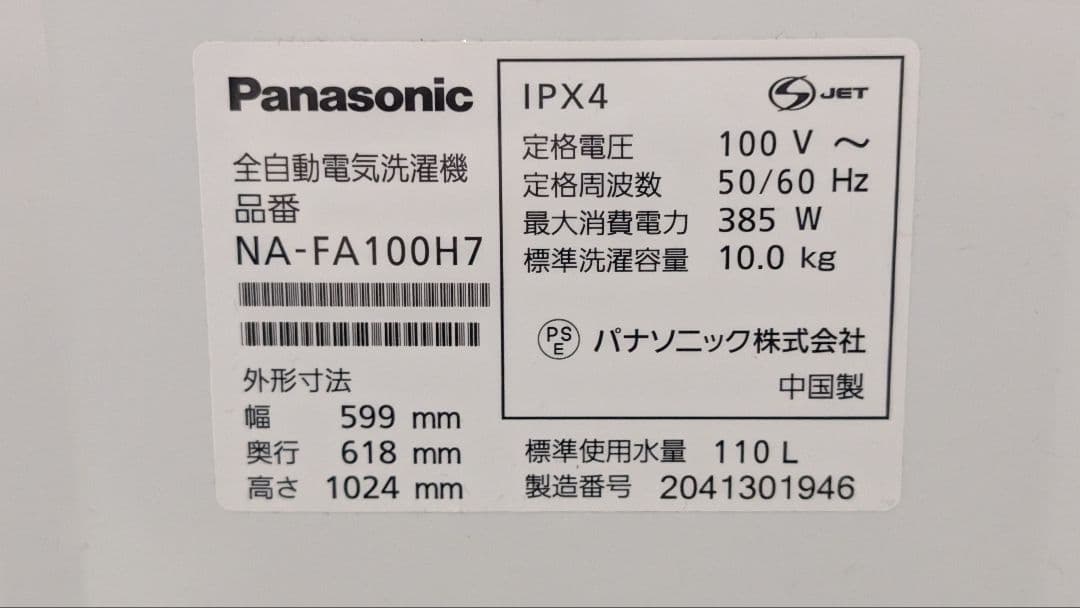 Panasonic
全自動電気洗濯機
品番
NA-FA100H7
外形寸法
幅 599 mm
奥行 618 mm
高さ 1024 mm
IPX4
S JET
定格電圧 100 V ～
定格周波数 50/60 Hz
最大消費電力 385 W
標準洗濯容量 10.0 kg
PS
E パナソニック株式会社
中国製
標準使用水量 110 L
製造番号 2041301946